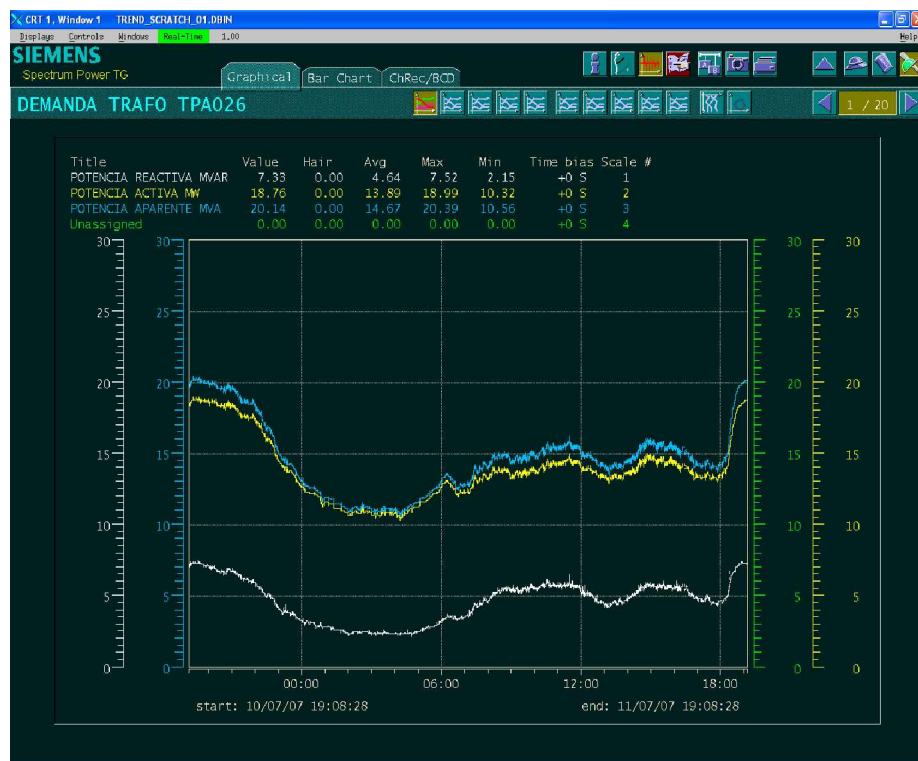 CRT 1, Window 1 TREND_SCRATCH_01.DBIN
Displays Controls Windows Real-Time 1.00 Help
SIEMENS
Spectrum Power TG
Graphical Bar Chart ChRec/BCD
DEMANDA TRAFO TPA026 1 / 20
Title Value Hair Avg Max Min Time bias Scale #
POTENCIA REACTIVA MVAR 7.33 0.00 4.64 7.52 2.15 +0 S 1
POTENCIA ACTIVA MW 18.76 0.00 13.89 18.99 10.32 +0 S 2
POTENCIA APARENTE MVA 20.14 0.00 14.67 20.39 10.56 +0 S 3
Unassigned 0.00 0.00 0.00 0.00 0.00 +0 S 4
30 30 30 30
25 25 25 25
20 20 20 20
15 15 15 15
10 10 10 10
5 5 5 5
0 0 0 0
00:00 06:00 12:00 18:00
start: 10/07/07 19:08:28 end: 11/07/07 19:08:28